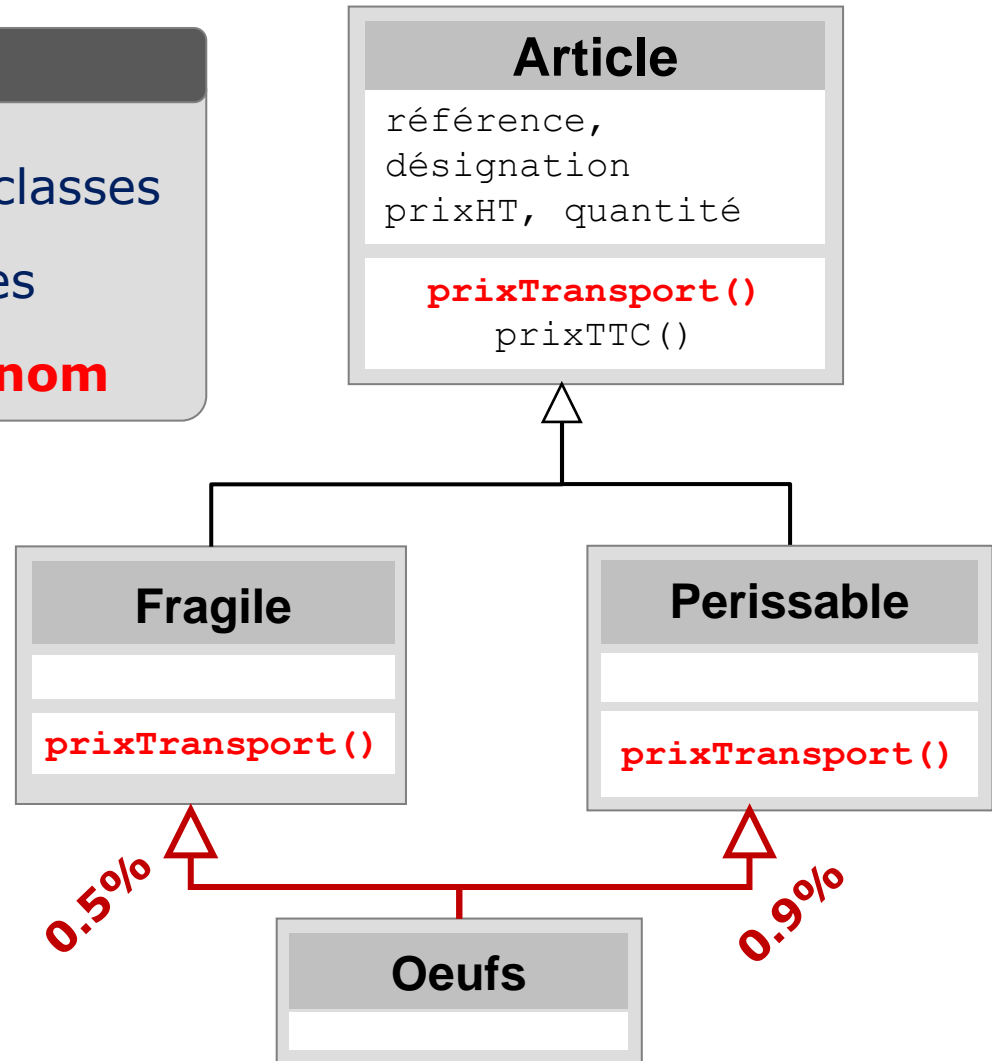 classes
es
nom
Article
référence,
désignation
prixHT, quantité
prixTransport()
prixTTC()
Fragile
prixTransport()
Perissable
prixTransport()
0.5%
0.9%
Oeufs